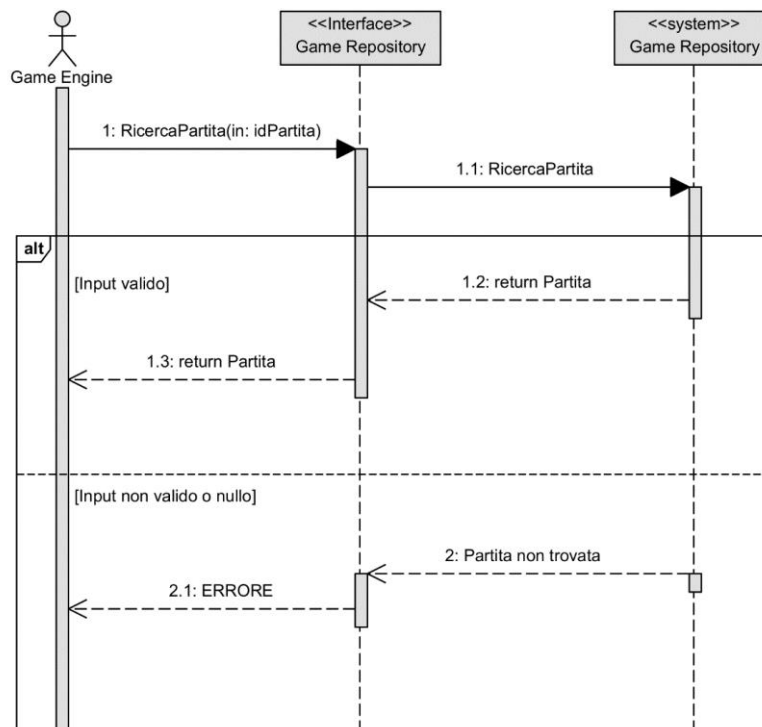 <<Interface>>
Game Repository
<<system>>
Game Repository
Game Engine
1: RicercaPartita(in: idPartita)
1.1: RicercaPartita
alt
[Input valido]
1.2: return Partita
1.3: return Partita
[Input non valido o nullo]
2: Partita non trovata
2.1: ERRORE